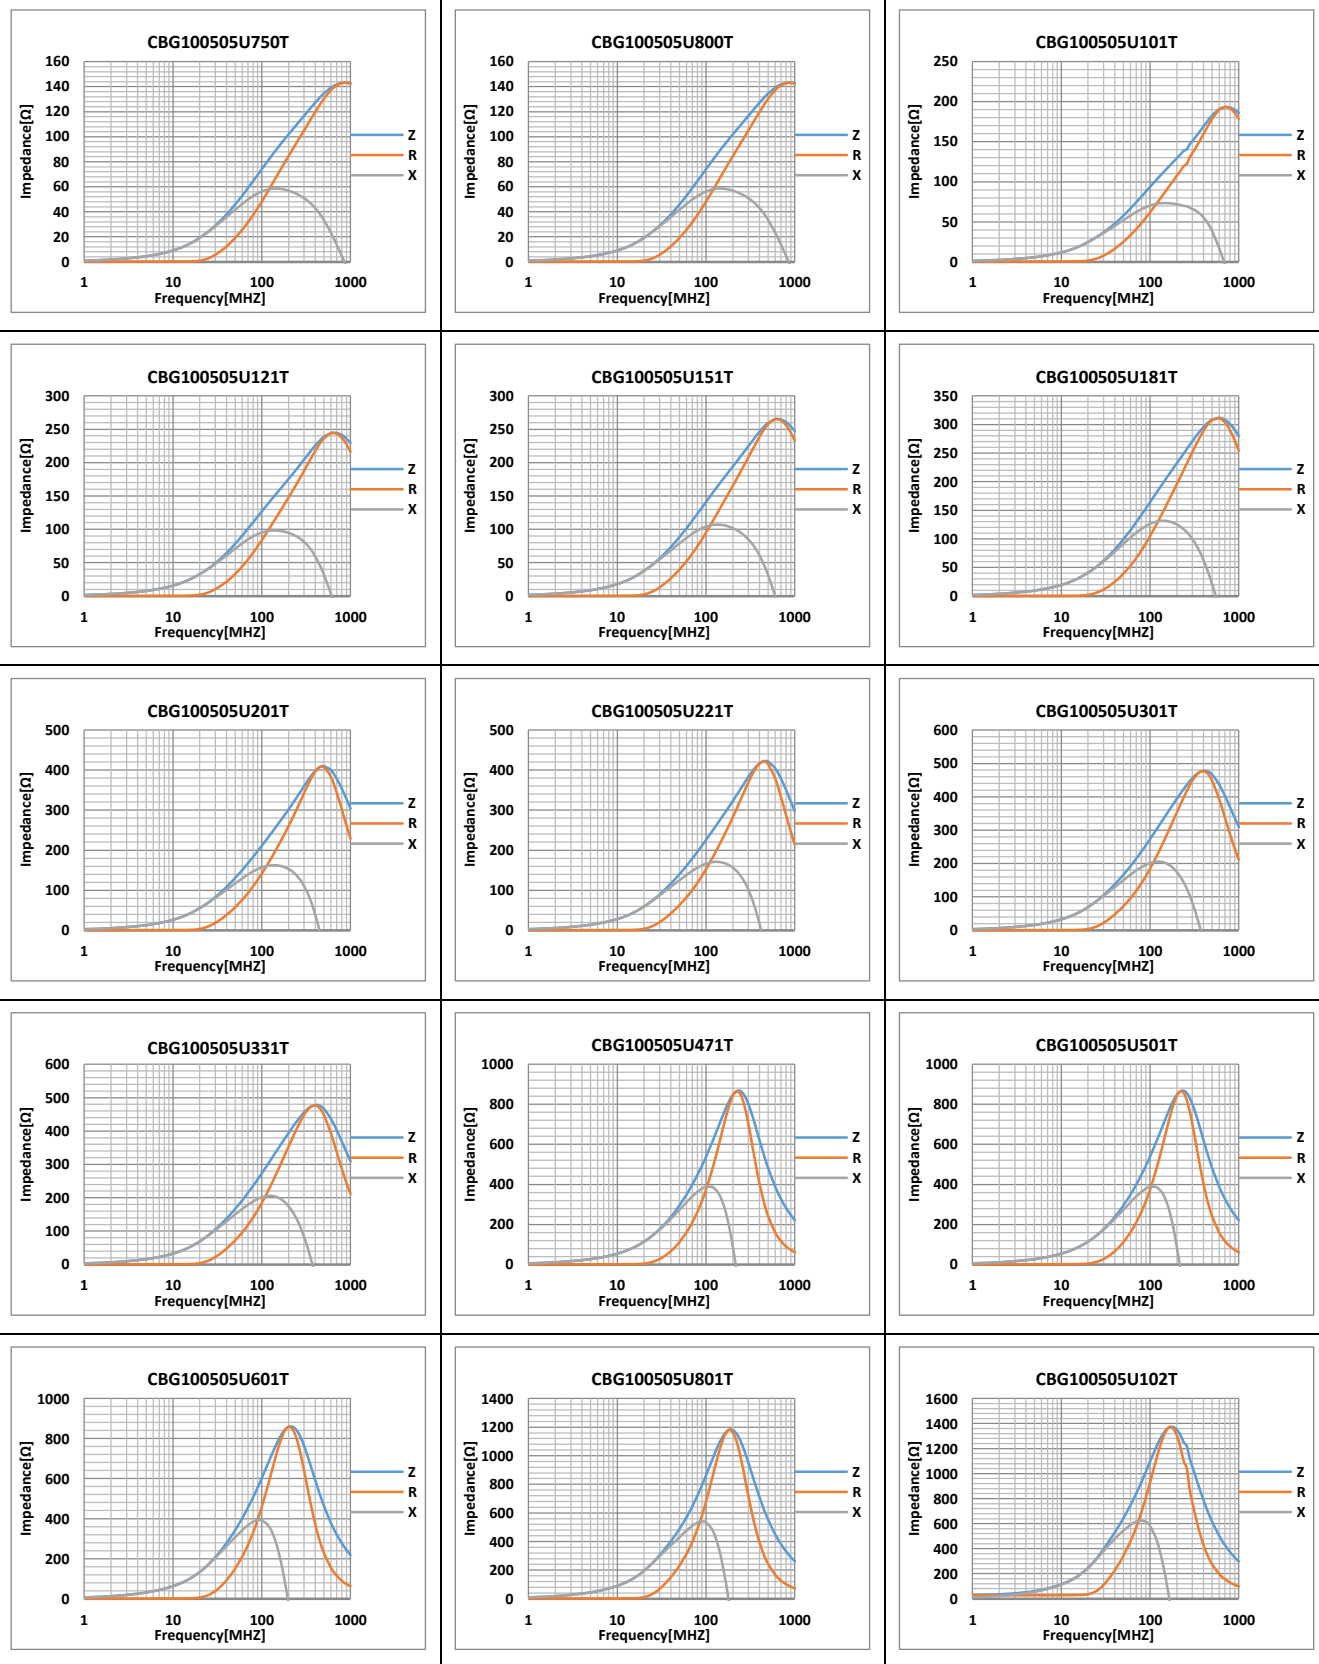 CBG100505U750T
Impedance[Ω]
160
140
120
100
80
60
40
20
0
1 10 100 1000
Frequency[MHZ]
Z
R
X
CBG100505U800T
Impedance[Ω]
160
140
120
100
80
60
40
20
0
1 10 100 1000
Frequency[MHZ]
Z
R
X
CBG100505U101T
Impedance[Ω]
250
200
150
100
50
0
1 10 100 1000
Frequency[MHZ]
Z
R
X
CBG100505U121T
Impedance[Ω]
300
250
200
150
100
50
0
1 10 100 1000
Frequency[MHZ]
Z
R
X
CBG100505U151T
Impedance[Ω]
300
250
200
150
100
50
0
1 10 100 1000
Frequency[MHZ]
Z
R
X
CBG100505U181T
Impedance[Ω]
350
300
250
200
150
100
50
0
1 10 100 1000
Frequency[MHZ]
Z
R
X
CBG100505U201T
Impedance[Ω]
500
400
300
200
100
0
1 10 100 1000
Frequency[MHZ]
Z
R
X
CBG100505U221T
Impedance[Ω]
500
400
300
200
100
0
1 10 100 1000
Frequency[MHZ]
Z
R
X
CBG100505U301T
Impedance[Ω]
600
500
400
300
200
100
0
1 10 100 1000
Frequency[MHZ]
Z
R
X
CBG100505U331T
Impedance[Ω]
600
500
400
300
200
100
0
1 10 100 1000
Frequency[MHZ]
Z
R
X
CBG100505U471T
Impedance[Ω]
1000
800
600
400
200
0
1 10 100 1000
Frequency[MHZ]
Z
R
X
CBG100505U501T
Impedance[Ω]
1000
800
600
400
200
0
1 10 100 1000
Frequency[MHZ]
Z
R
X
CBG100505U601T
Impedance[Ω]
1000
800
600
400
200
0
1 10 100 1000
Frequency[MHZ]
Z
R
X
CBG100505U801T
Impedance[Ω]
1400
1200
1000
800
600
400
200
0
1 10 100 1000
Frequency[MHZ]
Z
R
X
CBG100505U102T
Impedance[Ω]
1600
1400
1200
1000
800
600
400
200
0
1 10 100 1000
Frequency[MHZ]
Z
R
X